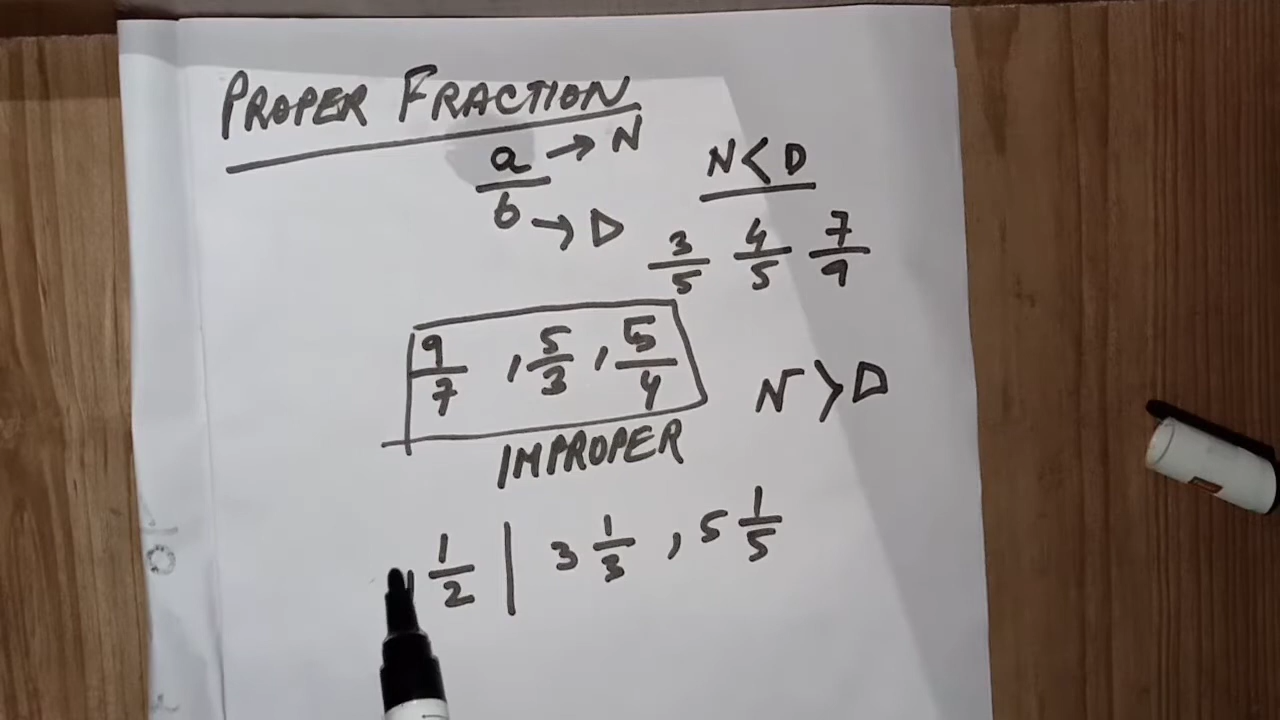 PROPER FRACTION
a/b → N → D
N < D
3/5 4/5 7/9
9/7 , 5/3 , 5/4
N > D
IMPROPER
1/2 | 3 1/3 , 5 1/5